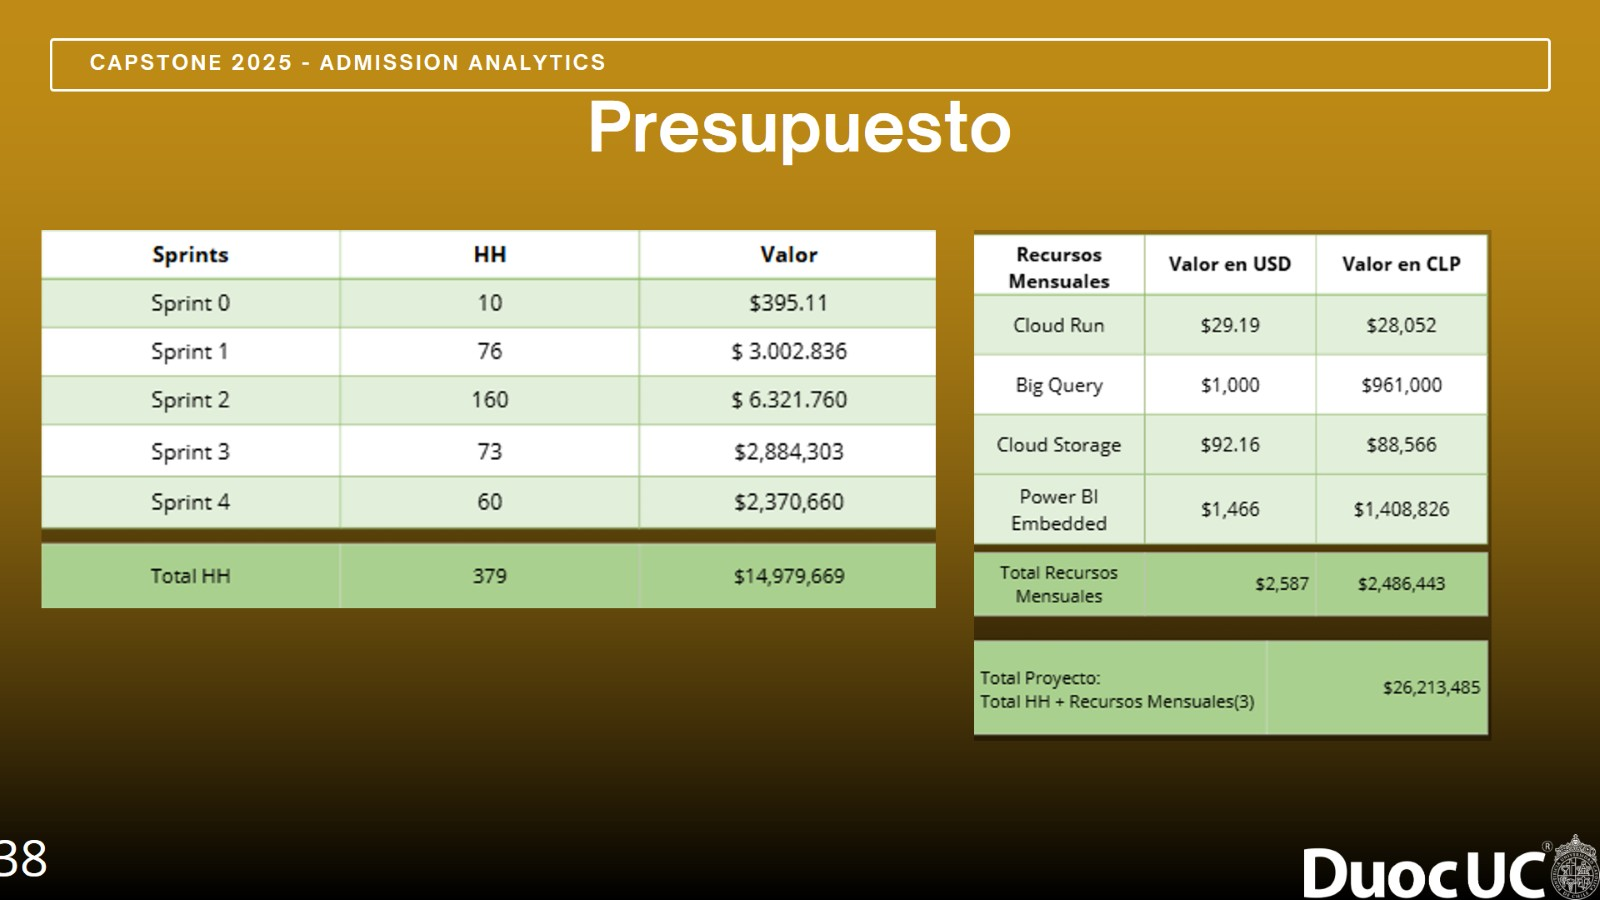 CAPSTONE 2025 - ADMISSION ANALYTICS
Presupuesto
Sprints HH Valor
Sprint 0 10 $395.11
Sprint 1 76 $ 3.002.836
Sprint 2 160 $ 6.321.760
Sprint 3 73 $2,884,303
Sprint 4 60 $2,370,660
Total HH 379 $14,979,669
Recursos
Mensuales Valor en USD Valor en CLP
Cloud Run $29.19 $28,052
Big Query $1,000 $961,000
Cloud Storage $92.16 $88,566
Power BI
Embedded $1,466 $1,408,826
Total Recursos
Mensuales $2,587 $2,486,443
Total Proyecto:
Total HH + Recursos Mensuales(3) $26,213,485
38
Duoc UC ®